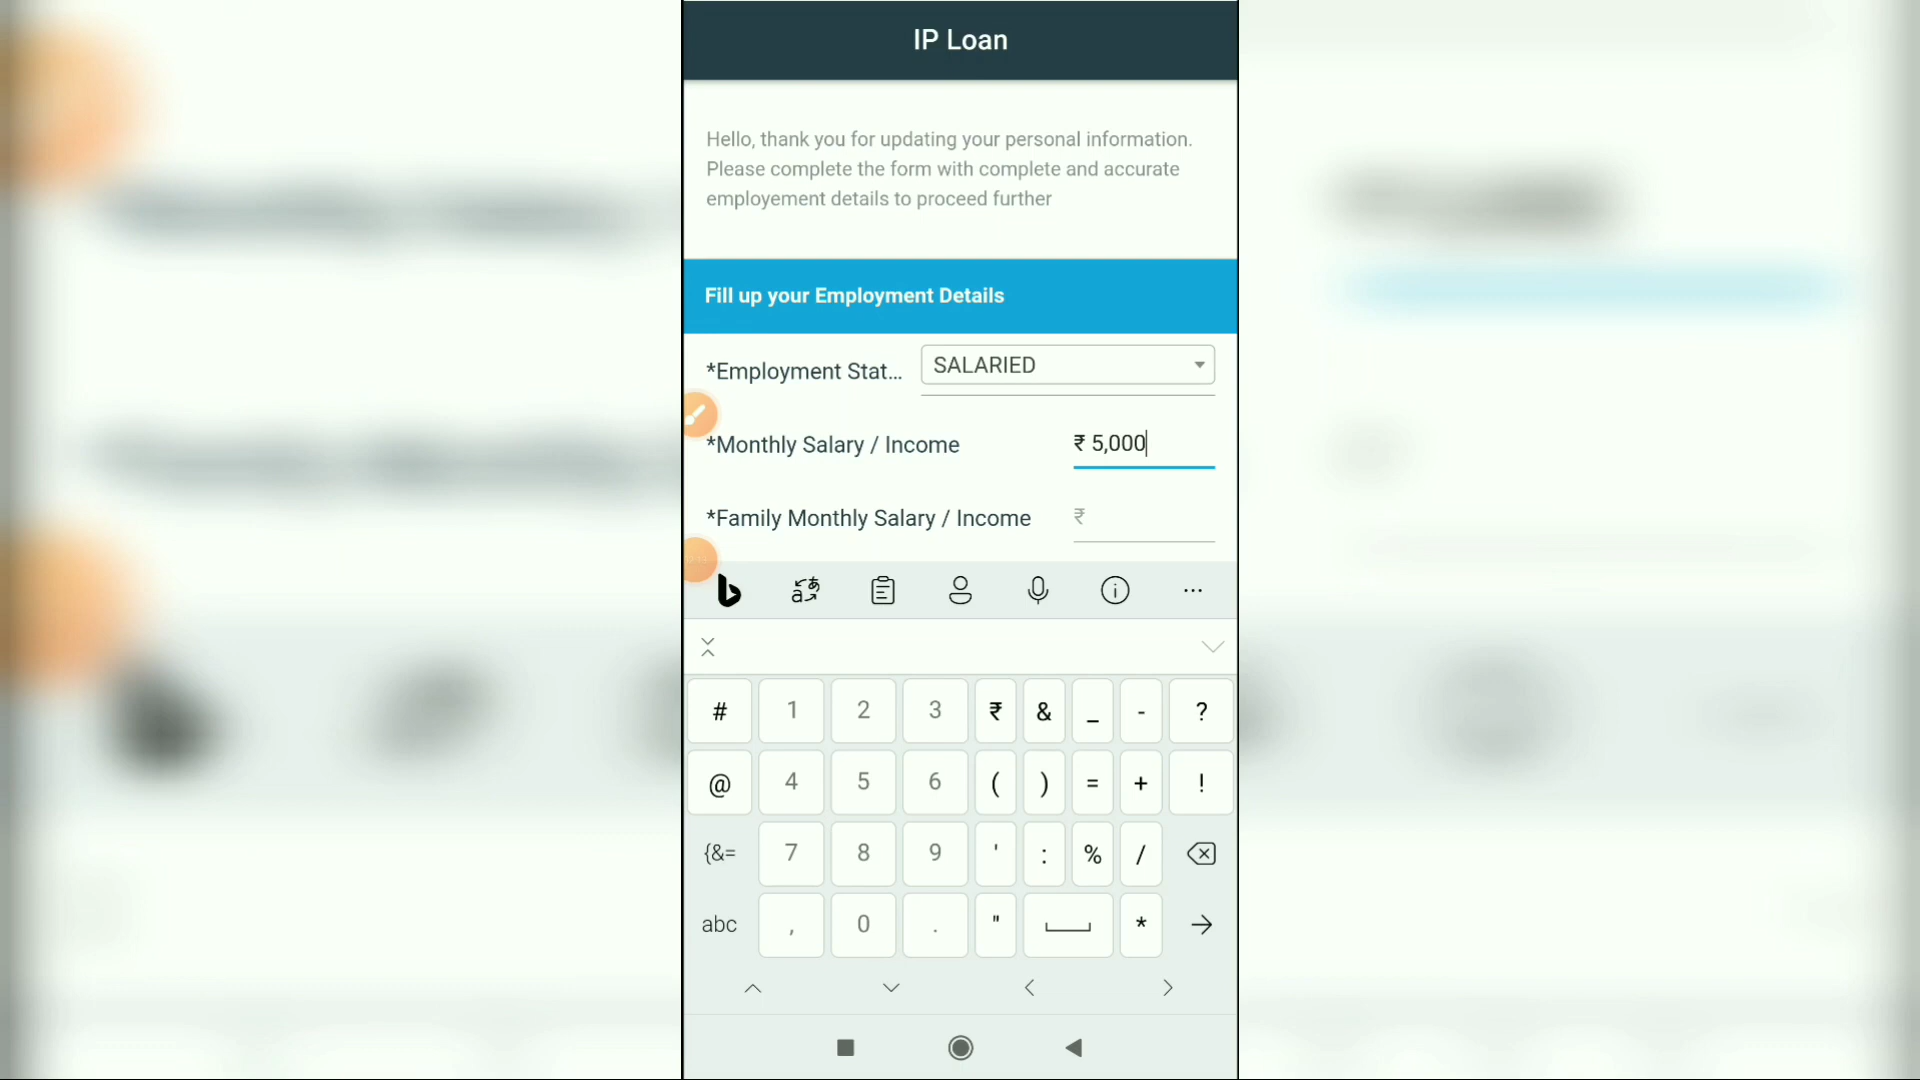 IP Loan
Hello, thank you for updating your personal information.
Please complete the form with complete and accurate
employement details to proceed further
Fill up your Employment Details
*Employment Stat... SALARIED
*Monthly Salary / Income ₹ 5,000
*Family Monthly Salary / Income ₹
# 1 2 3 ₹ & _ - ?
@ 4 5 6 ( ) = + !
{&= 7 8 9 ' : % /
abc , 0 . " *